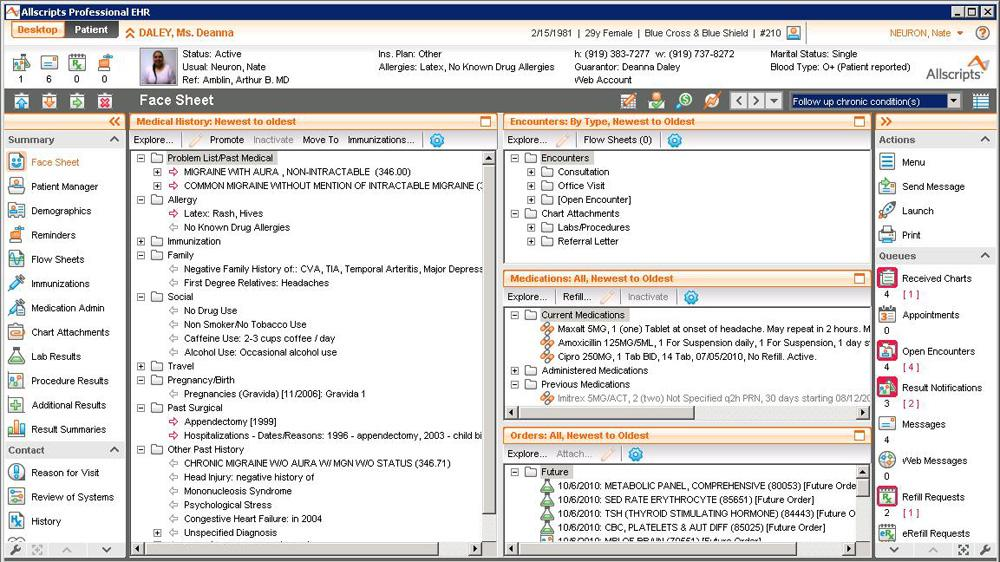 Allscripts Professional EHR
Desktop
Patient
DALEY, Ms. Deanna
2/15/1981 | 29y Female | Blue Cross & Blue Shield | #210
NEURON, Nate
1 6 0 0
Status: Active
Usual: Neuron, Nate
Ref: Amblin, Arthur B. MD
Ins. Plan: Other
Allergies: Latex, No Known Drug Allergies
h: (919) 383-7277 w: (919) 737-8272
Guarantor: Deanna Daley
Web Account
Marital Status: Single
Blood Type: O+ (Patient reported)
Allscripts
Face Sheet
Follow up chronic condition(s)
Summary
Face Sheet
Patient Manager
Demographics
Reminders
Flow Sheets
Immunizations
Medication Admin
Chart Attachments
Lab Results
Procedure Results
Additional Results
Result Summaries
Contact
Reason for Visit
Review of Systems
History
Medical History: Newest to oldest
Explore... Promote Inactivate Move To Immunizations...
Problem List/Past Medical
MIGRAINE WITH AURA , NON-INTRACTABLE (346.00)
COMMON MIGRAINE WITHOUT MENTION OF INTRACTABLE MIGRAINE (
Allergy
Latex: Rash, Hives
No Known Drug Allergies
Immunization
Family
Negative Family History of:: CVA, TIA, Temporal Arteritis, Major Depress
First Degree Relatives: Headaches
Social
No Drug Use
Non Smoker/No Tobacco Use
Caffeine Use: 2-3 cups coffee / day
Alcohol Use: Occasional alcohol use
Travel
Pregnancy/Birth
Pregnancies (Gravida) [11/2006]: Gravida 1
Past Surgical
Appendectomy [1999]
Hospitalizations - Dates/Reasons: 1996 - appendectomy, 2003 - child bi
Other Past History
CHRONIC MIGRAINE W/O AURA W/ MGN W/O STATUS (346.71)
Head Injury: negative history of
Mononucleosis Syndrome
Psychological Stress
Congestive Heart Failure: in 2004
Unspecified Diagnosis
Encounters: By Type, Newest to Oldest
Explore... Flow Sheets (0)
Encounters
Consultation
Office Visit
[Open Encounter]
Chart Attachments
Labs/Procedures
Referral Letter
Medications: All, Newest to Oldest
Explore... Refill... Inactivate
Current Medications
Maxalt 5MG, 1 (one) Tablet at onset of headache. May repeat in 2 hours. M
Amoxicillin 125MG/5ML, 1 For Suspension daily, 1 For Suspension, 1 day s
Cipro 250MG, 1 Tab BID, 14 Tab, 07/05/2010, No Refill. Active.
Administered Medications
Previous Medications
Imitrex 5MG/ACT, 2 (two) Not Specified q2h PRN, 30 days starting 08/12/20
Orders: All, Newest to Oldest
Explore... Attach...
Future
10/6/2010: METABOLIC PANEL, COMPREHENSIVE (80053) [Future Order]
10/6/2010: SED RATE ERYTHROCYTE (85651) [Future Order]
10/6/2010: TSH (THYROID STIMULATING HORMONE) (84443) [Future O
10/6/2010: CBC, PLATELETS & AUT DIFF (85025) [Future Order]
Actions
Menu
Send Message
Launch
Print
Queues
Received Charts
4 [ 1 ]
Appointments
0
Open Encounters
4 [ 4 ]
Result Notifications
3 [ 2 ]
Messages
4
Web Messages
0
Refill Requests
2 [ 1 ]
eRefill Requests